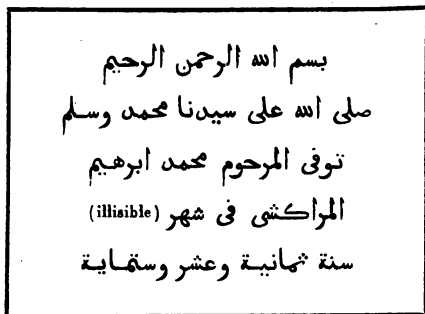 بسم الله الرحمن الرحيم
صلى الله على سيدنا محمد وسلم
توفى المرحوم محمد ابرهيم
المراكشى فى شهر (illisible)
سنة ثمانية وعشر وستماية